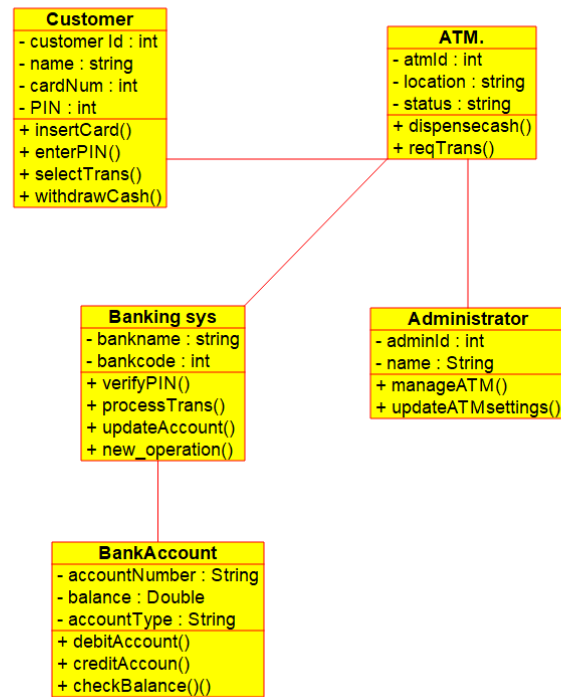 Customer
- customer Id : int
- name : string
- cardNum : int
- PIN : int
+ insertCard()
+ enterPIN()
+ selectTrans()
+ withdrawCash()
ATM.
- atmId : int
- location : string
- status : string
+ dispensecash()
+ reqTrans()
Banking sys
- bankname : string
- bankcode : int
+ verifyPIN()
+ processTrans()
+ updateAccount()
+ new_operation()
Administrator
- adminId : int
- name : String
+ manageATM()
+ updateATMsettings()
BankAccount
- accountNumber : String
- balance : Double
- accountType : String
+ debitAccount()
+ creditAccoun()
+ checkBalance()()